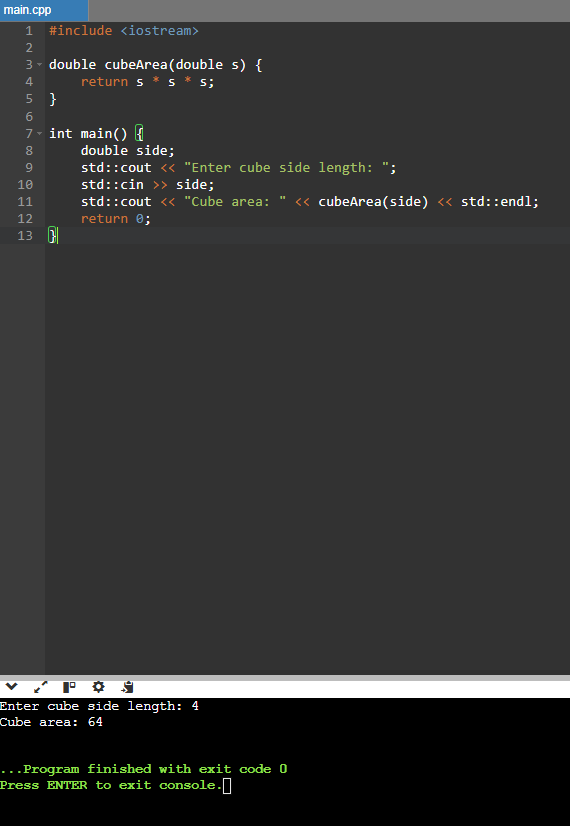 main.cpp
1 #include <iostream>
2
3 double cubeArea(double s) {
4     return s * s * s;
5 }
6
7 int main() {
8     double side;
9     std::cout << "Enter cube side length: ";
10     std::cin >> side;
11     std::cout << "Cube area: " << cubeArea(side) << std::endl;
12     return 0;
13 }
Enter cube side length: 4
Cube area: 64
...Program finished with exit code 0
Press ENTER to exit console.